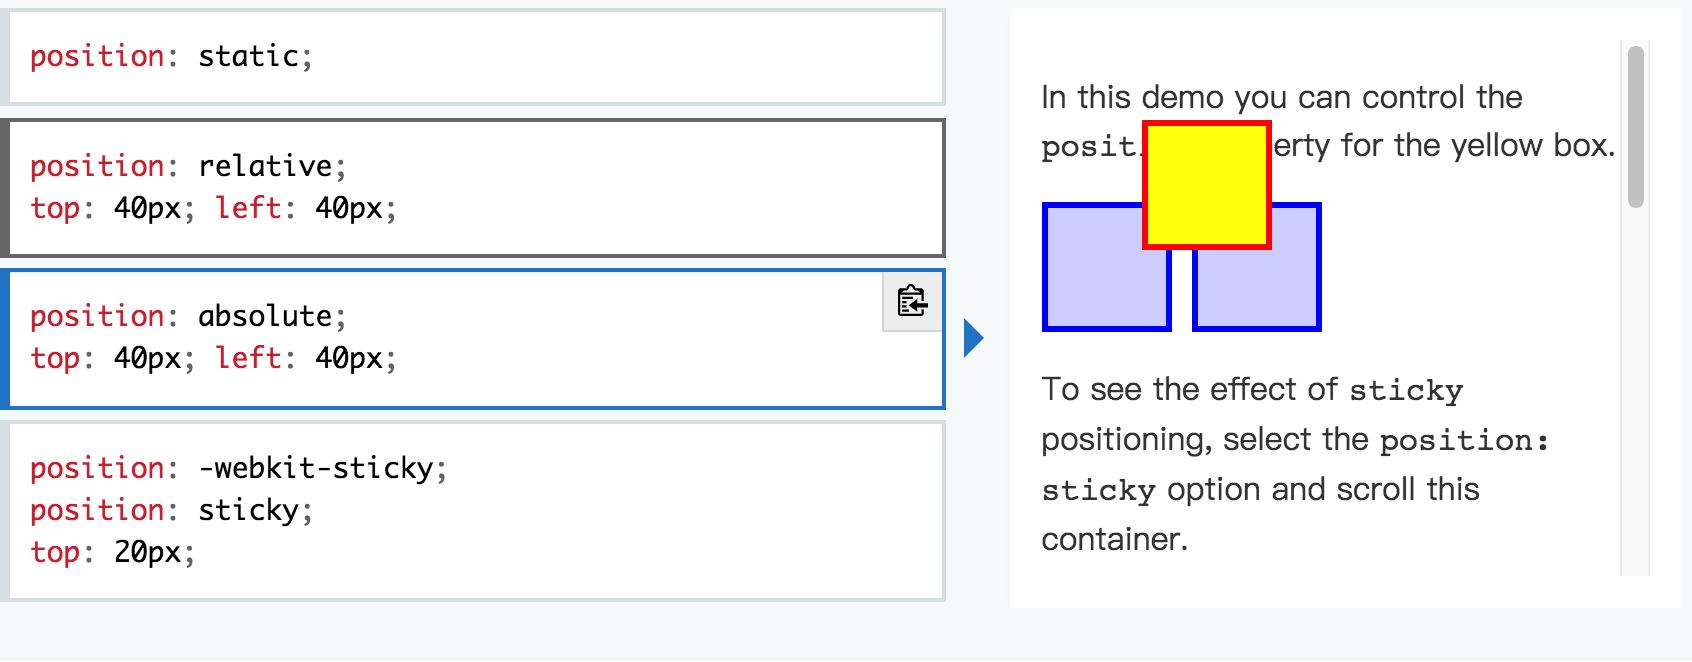 position: static;
position: relative;
top: 40px; left: 40px;
position: absolute;
top: 40px; left: 40px;
position: -webkit-sticky;
position: sticky;
top: 20px;
In this demo you can control the
positi erty for the yellow box.
To see the effect of sticky
positioning, select the position:
sticky option and scroll this
container.